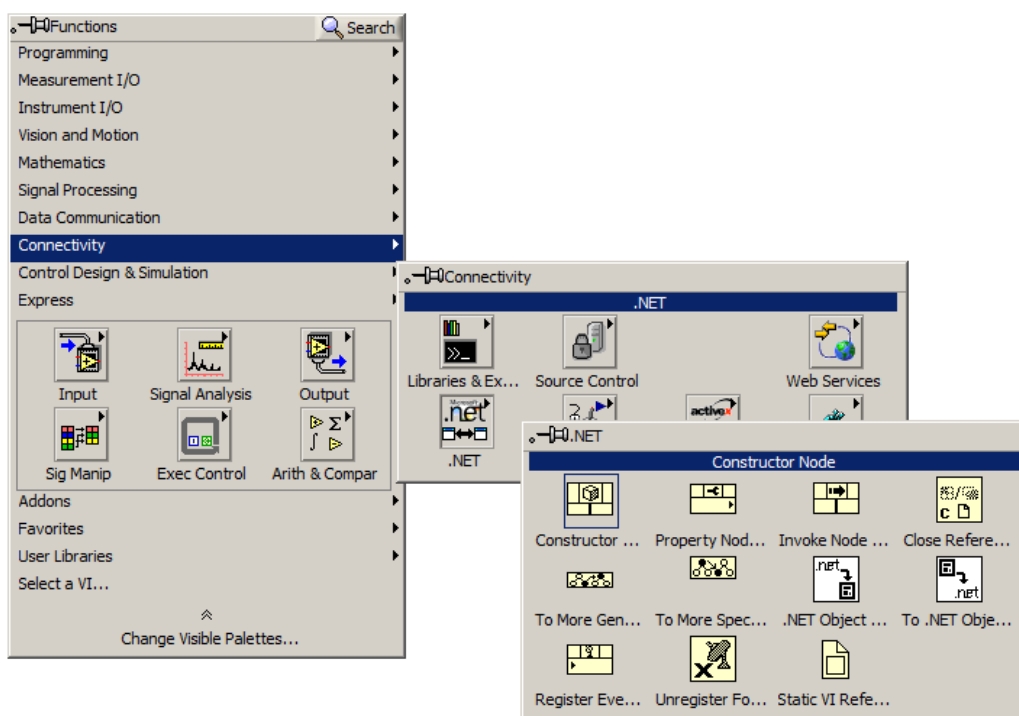 Functions Search
Programming
Measurement I/O
Instrument I/O
Vision and Motion
Mathematics
Signal Processing
Data Communication
Connectivity
Control Design & Simulation
Express
Input Signal Analysis Output
Sig Manip Exec Control Arith & Compar
Addons
Favorites
User Libraries
Select a VI...
Change Visible Palettes...
Connectivity
.NET
Libraries & Ex... Source Control Web Services
.net activex
.NET
.NET
Constructor Node
Constructor ... Property Nod... Invoke Node ... Close Refere...
.net .net
To More Gen... To More Spec... .NET Object ... To .NET Obje...
Register Eve... Unregister Fo... Static VI Refe...